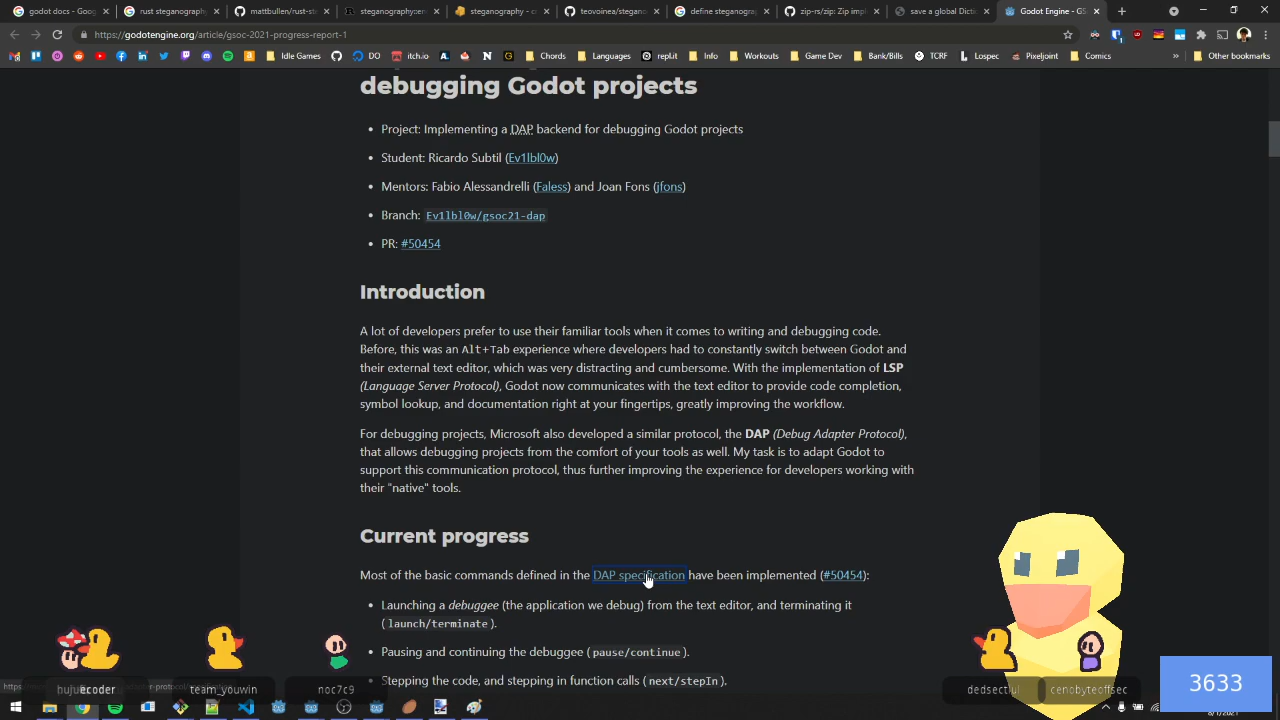 godot docs - Goog
rust steganography
mattbullen/rust-ste
steganography:en
steganography - c
teovoinea/stegano
define steganograp
zip-rs/zip: Zip impl
save a global Dictio
Godot Engine - GS
https://godotengine.org/article/gsoc-2021-progress-report-1
DO
itch.io
Idle Games
Chords
Languages
repl.it
Info
Workouts
Game Dev
Bank/Bills
TCRF
Lospec
Pixeljoint
Comics
»
Other bookmarks
debugging Godot projects
• Project: Implementing a DAP backend for debugging Godot projects
• Student: Ricardo Subtil (Ev1lbl0w)
• Mentors: Fabio Alessandrelli (Faless) and Joan Fons (jfons)
• Branch: Ev1lbl0w/gsoc21-dap
• PR: #50454
Introduction
A lot of developers prefer to use their familiar tools when it comes to writing and debugging code.
Before, this was an Alt+Tab experience where developers had to constantly switch between Godot and
their external text editor, which was very distracting and cumbersome. With the implementation of LSP
(Language Server Protocol), Godot now communicates with the text editor to provide code completion,
symbol lookup, and documentation right at your fingertips, greatly improving the workflow.
For debugging projects, Microsoft also developed a similar protocol, the DAP (Debug Adapter Protocol),
that allows debugging projects from the comfort of your tools as well. My task is to adapt Godot to
support this communication protocol, thus further improving the experience for developers working with
their "native" tools.
Current progress
Most of the basic commands defined in the DAP specification have been implemented (#50454):
• Launching a debuggee (the application we debug) from the text editor, and terminating it
(launch/terminate).
• Pausing and continuing the debuggee (pause/continue).
• Stepping the code, and stepping in function calls (next/stepIn).
team_youwin
noc7c9
dedsectlul
cenobyteoffsec
3633